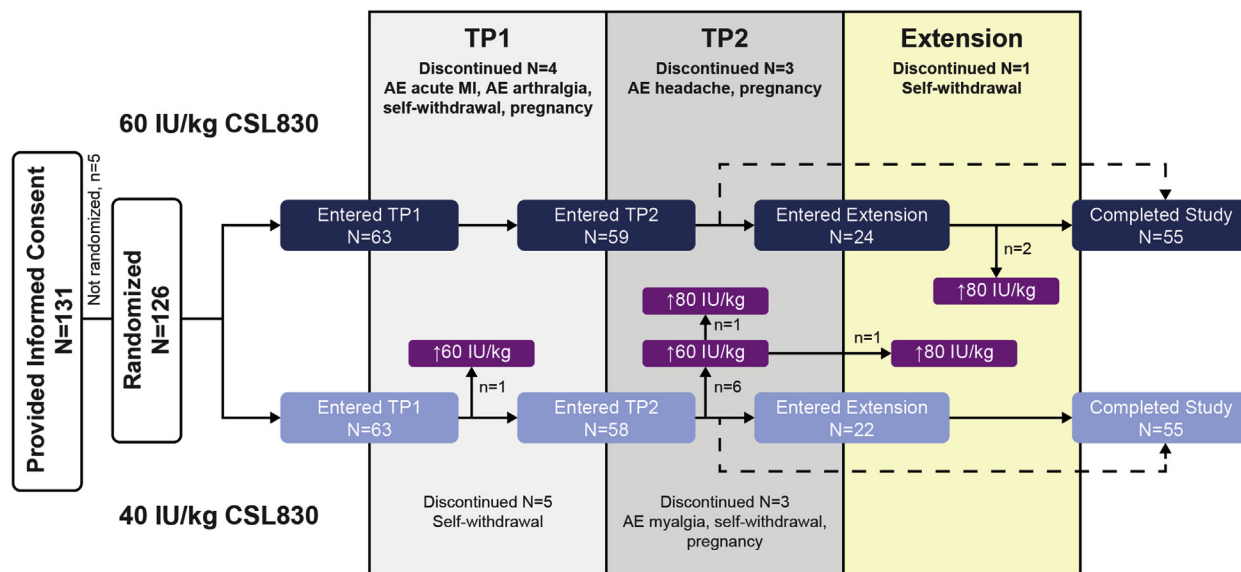 TP1
Discontinued N=4
AE acute MI, AE arthralgia,
self-withdrawal, pregnancy
TP2
Discontinued N=3
AE headache, pregnancy
Extension
Discontinued N=1
Self-withdrawal
60 IU/kg CSL830
Provided Informed Consent
N=131
Not randomized, n=5
Randomized
N=126
Entered TP1
N=63
Entered TP2
N=59
Entered Extension
N=24
n=2
Completed Study
N=55
↑80 IU/kg
↑80 IU/kg
n=1
↑60 IU/kg
n=1
↑60 IU/kg
n=1
↑80 IU/kg
n=6
Entered TP1
N=63
Entered TP2
N=58
Entered Extension
N=22
Completed Study
N=55
40 IU/kg CSL830
Discontinued N=5
Self-withdrawal
Discontinued N=3
AE myalgia, self-withdrawal,
pregnancy